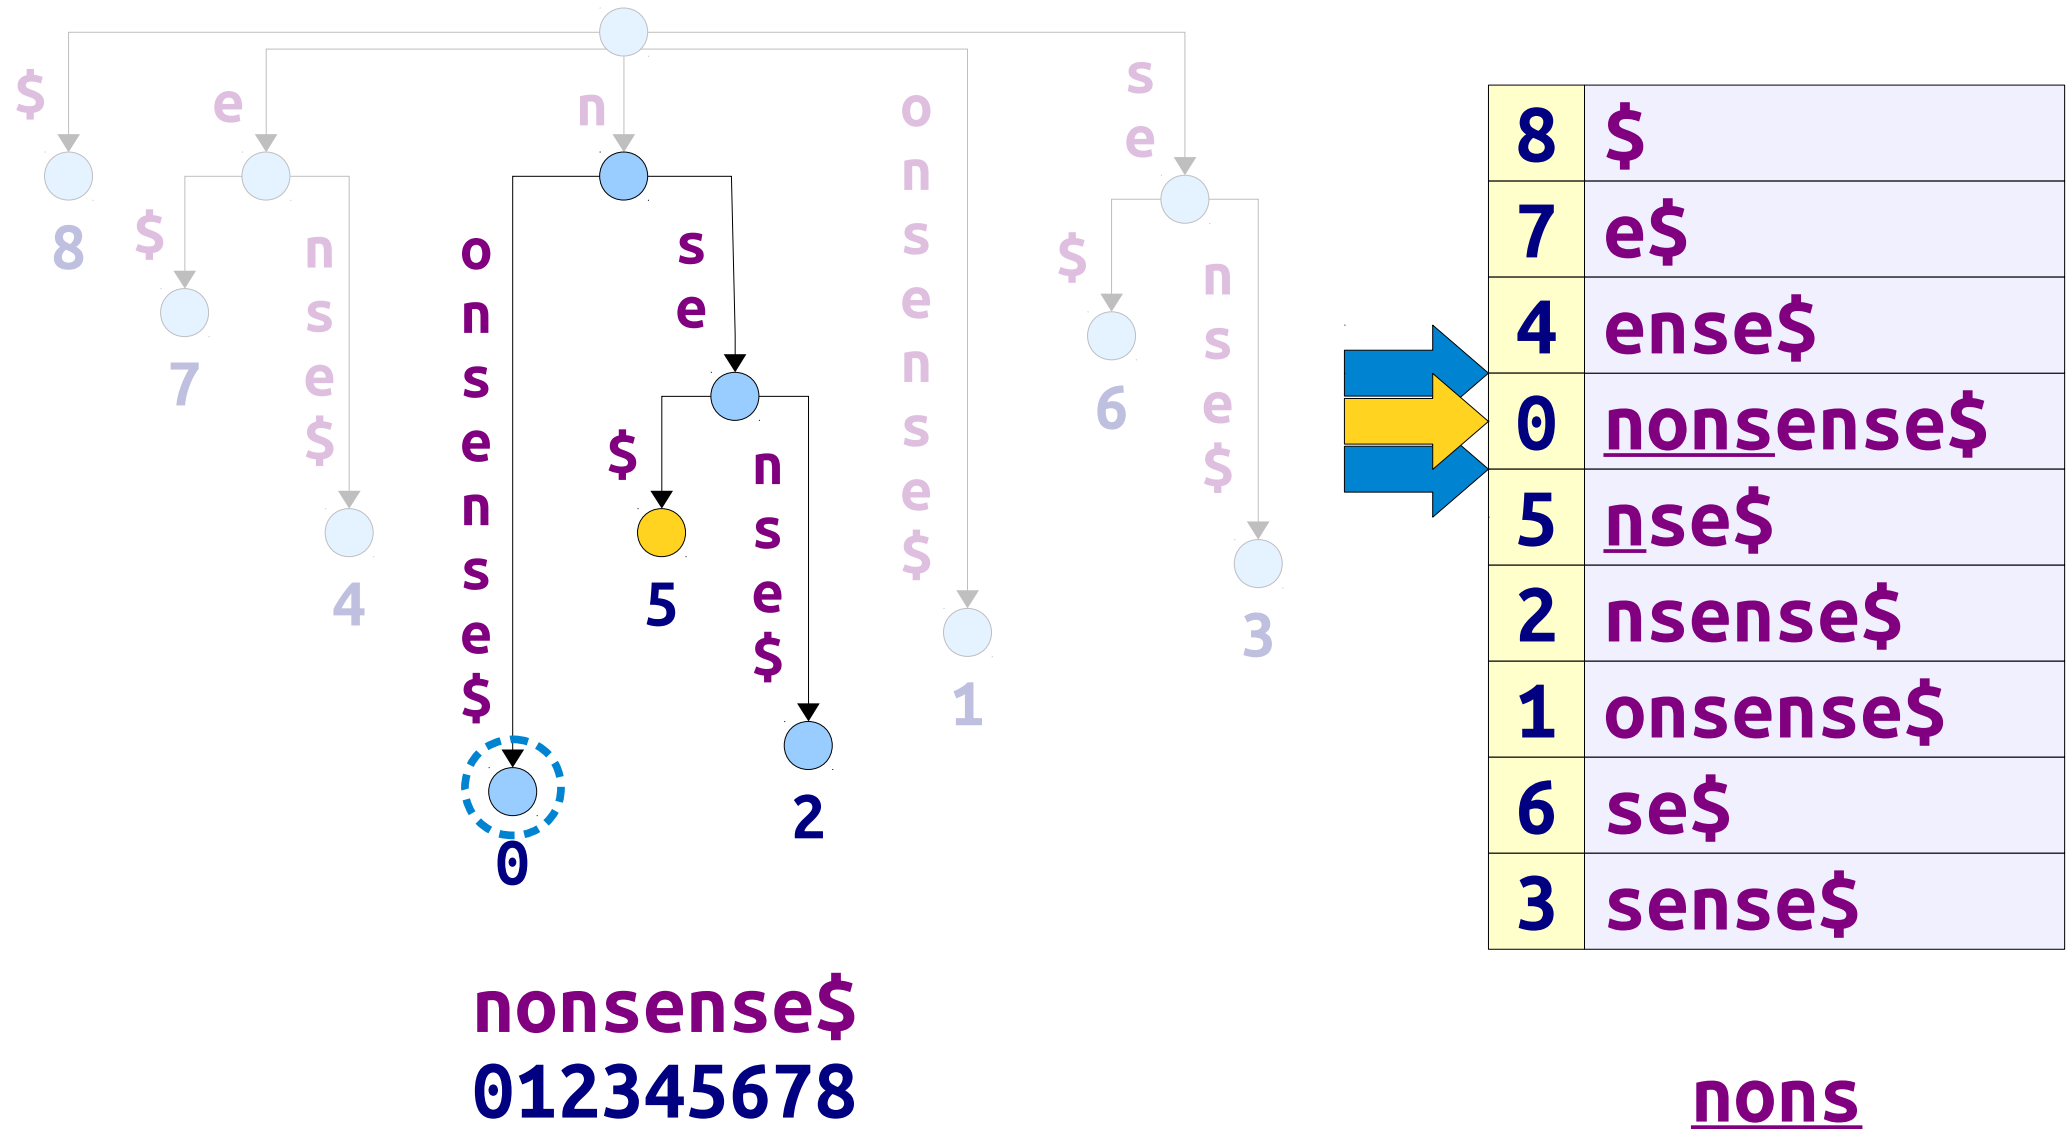 $
e
n
o
n
s
e
n
s
e
$
s
e
8
$
n
s
e
$
7
4
o
n
s
e
n
s
e
$
0
s
e
$
5
n
s
e
$
2
1
$
6
n
s
e
$
3
8 $
7 e$
4 ense$
0 nonsense$
5 nse$
2 nsense$
1 onsense$
6 se$
3 sense$
nonsense$
012345678
nons